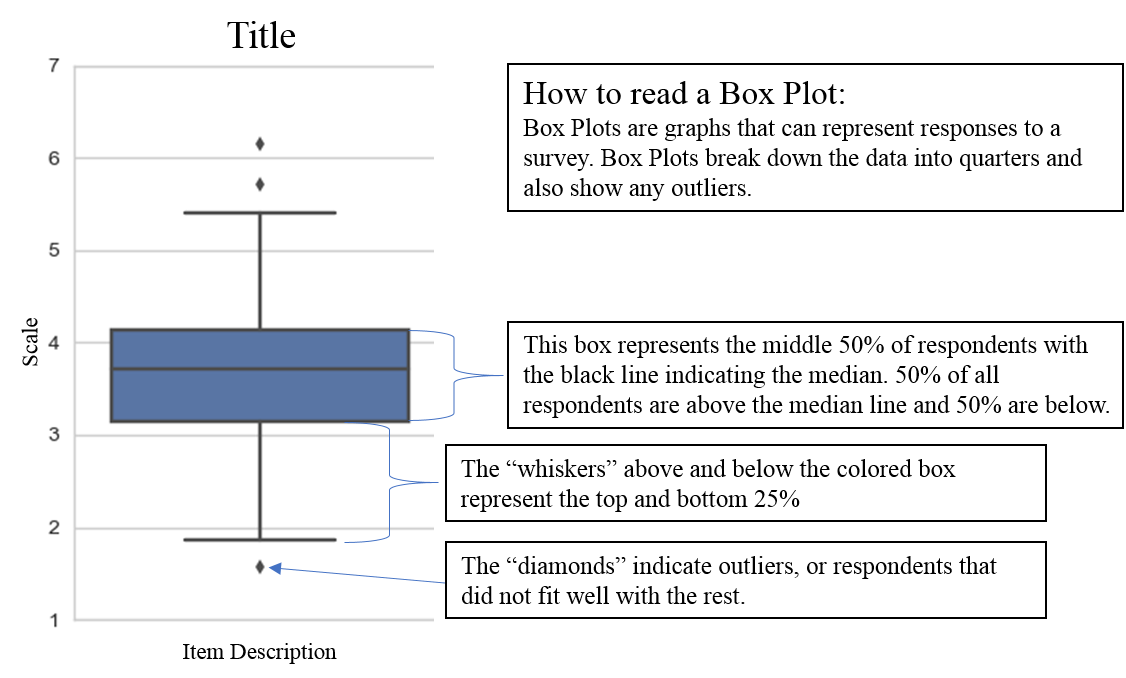 Title
7
6
5
4
3
2
1
Scale
Item Description
How to read a Box Plot:
Box Plots are graphs that can represent responses to a
survey. Box Plots break down the data into quarters and
also show any outliers.
This box represents the middle 50% of respondents with
the black line indicating the median. 50% of all
respondents are above the median line and 50% are below.
The “whiskers” above and below the colored box
represent the top and bottom 25%
The “diamonds” indicate outliers, or respondents that
did not fit well with the rest.